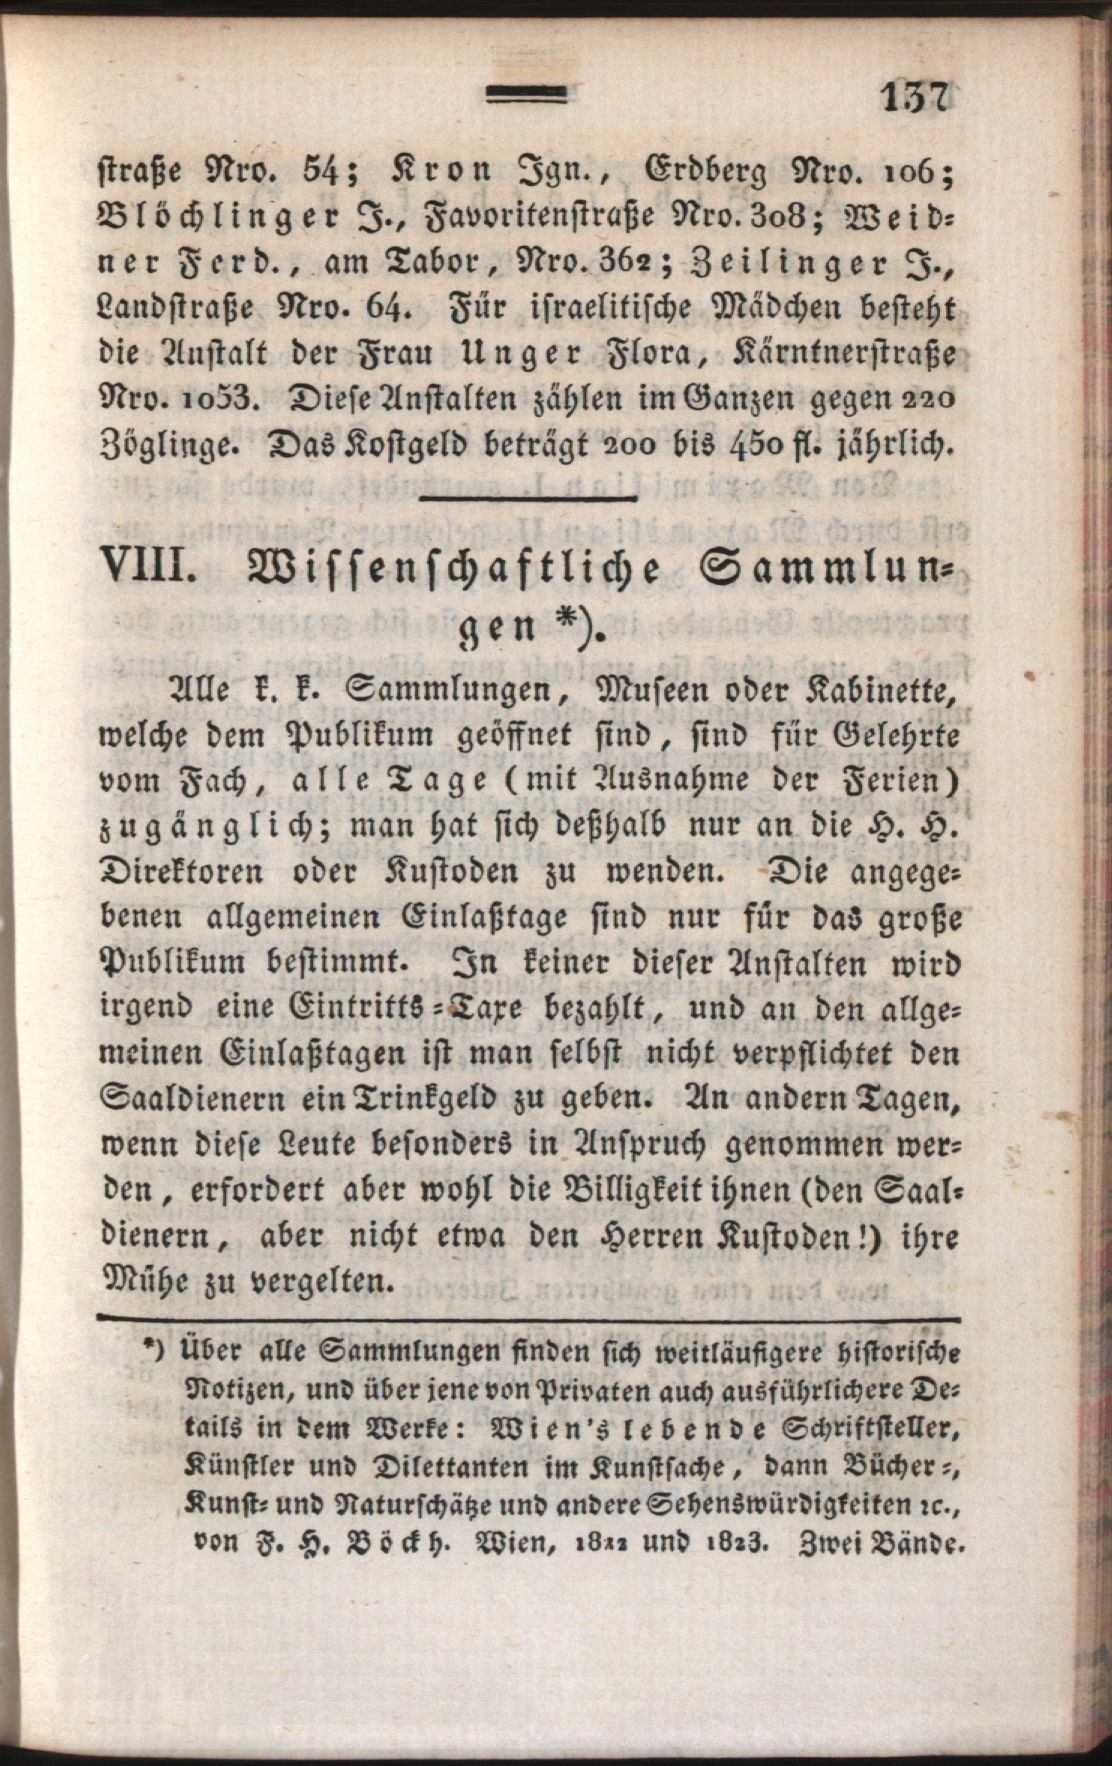 137
straße Nro. 54; Kron Ign., Erdberg Nro. 106;
Blöchlinger J., Favoritenstraße Nro. 308; Weid-
ner Ferd., am Tabor, Nro. 362; Zeilinger J.,
Landstraße Nro. 64. Für israelitische Mädchen besteht
die Anstalt der Frau Unger Flora, Kärntnerstraße
Nro. 1053. Diese Anstalten zählen im Ganzen gegen 220
Zöglinge. Das Kostgeld beträgt 200 bis 450 fl. jährlich.
VIII. Wissenschaftliche Sammlun-
gen *).
Alle k. k. Sammlungen, Museen oder Kabinette,
welche dem Publikum geöffnet sind, sind für Gelehrte
vom Fach, alle Tage (mit Ausnahme der Ferien)
zugänglich; man hat sich deßhalb nur an die H. H.
Direktoren oder Kustoden zu wenden. Die angege-
benen allgemeinen Einlaßtage sind nur für das große
Publikum bestimmt. In keiner dieser Anstalten wird
irgend eine Eintritts-Taxe bezahlt, und an den allge-
meinen Einlaßtagen ist man selbst nicht verpflichtet den
Saaldienern ein Trinkgeld zu geben. An andern Tagen,
wenn diese Leute besonders in Anspruch genommen wer-
den, erfordert aber wohl die Billigkeit ihnen (den Saal-
dienern, aber nicht etwa den Herren Kustoden!) ihre
Mühe zu vergelten.
*) Über alle Sammlungen finden sich weitläufigere historische
Notizen, und über jene von Privaten auch ausführlichere De-
tails in dem Werke: Wien's lebende Schriftsteller,
Künstler und Dilettanten im Kunstfache, dann Bücher-,
Kunst- und Naturschätze und andere Sehenswürdigkeiten ꝛc.,
von F. H. Böckh. Wien, 1822 und 1823. Zwei Bände.